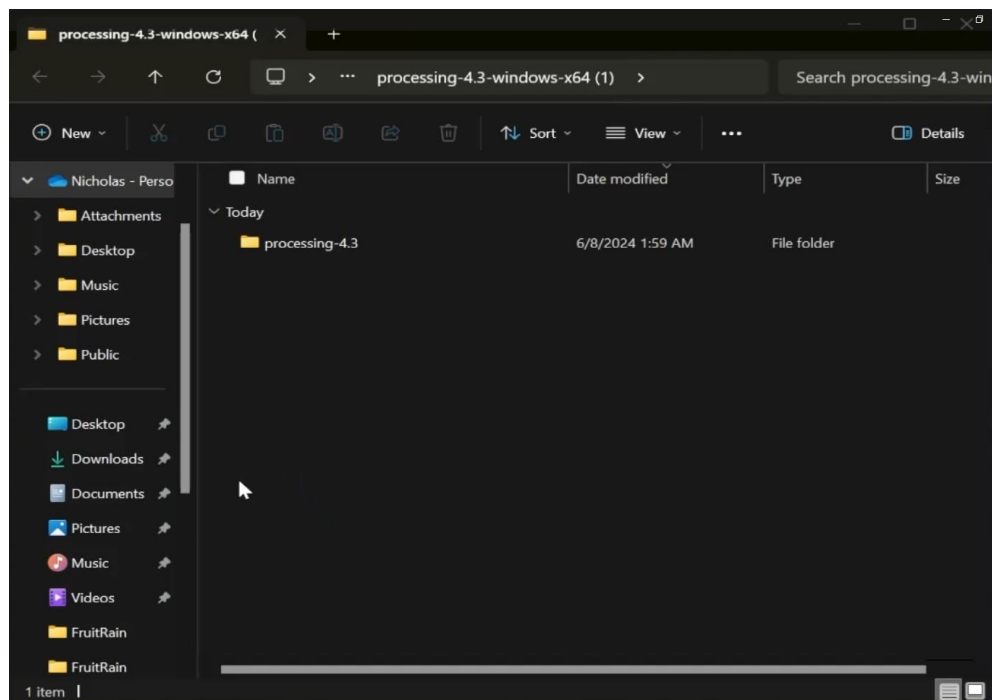 processing-4.3-windows-x64 (
processing-4.3-windows-x64 (1)
Search processing-4.3-win
New
Sort
View
Details
Nicholas - Perso
Attachments
Desktop
Music
Pictures
Public
Desktop
Downloads
Documents
Pictures
Music
Videos
FruitRain
FruitRain
Name Date modified Type Size
Today
processing-4.3 6/8/2024 1:59 AM File folder
1 item